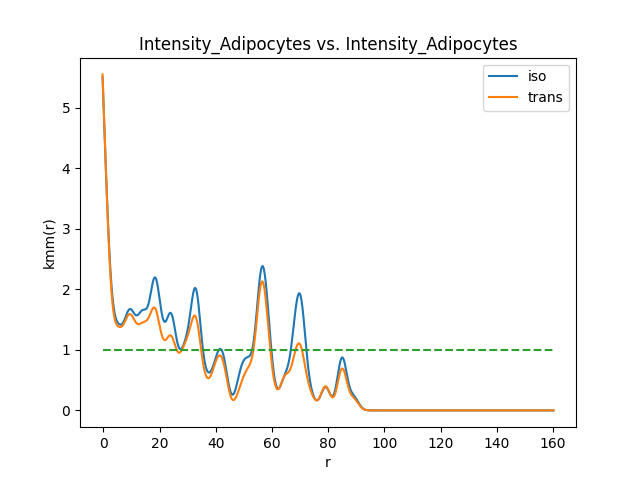 Intensity_Adipocytes vs. Intensity_Adipocytes
iso
trans
kmm(r)
5
4
3
2
1
0
0 20 40 60 80 100 120 140 160
r